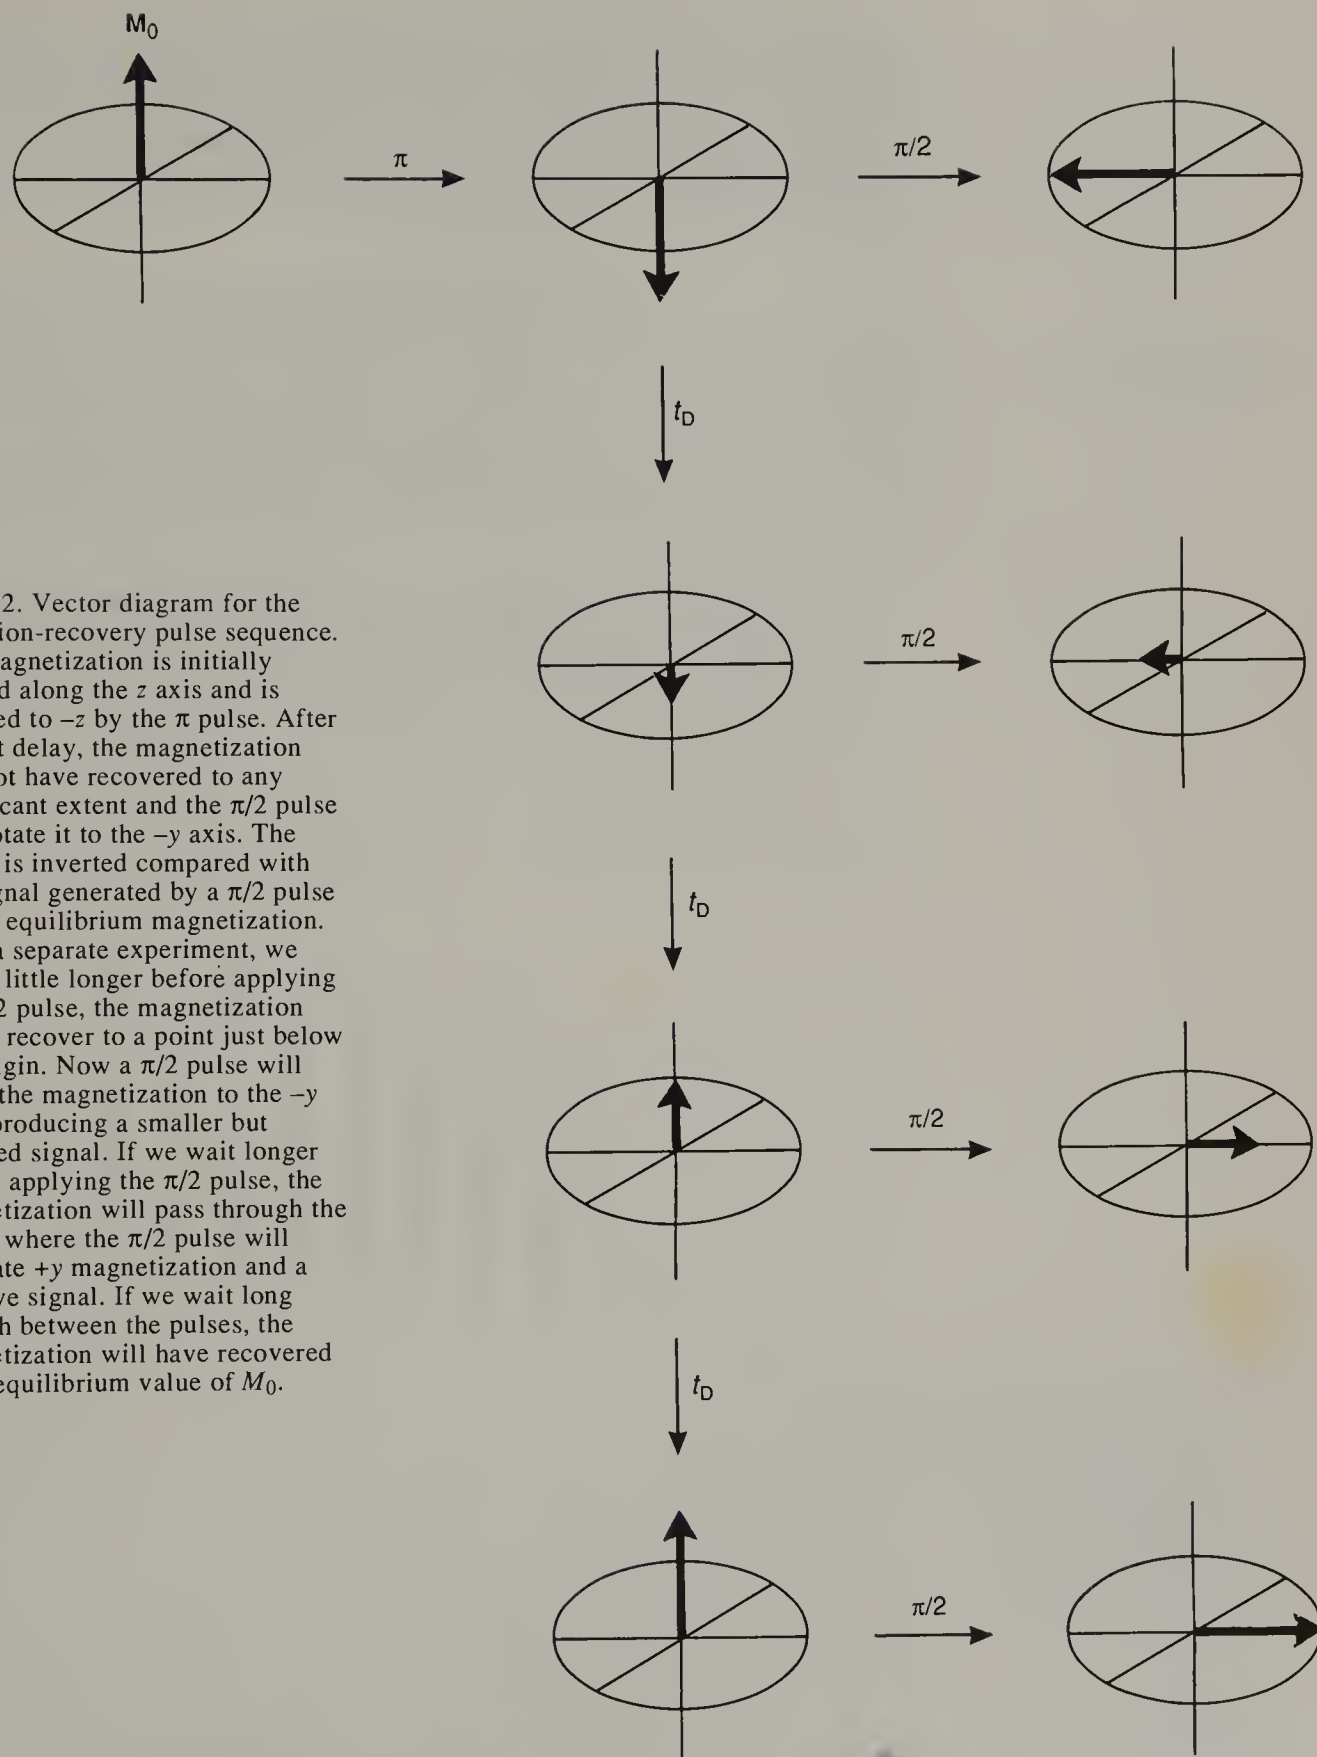 M0
π
π/2
tD
π/2
tD
π/2
tD
π/2
2. Vector diagram for the
ion-recovery pulse sequence.
agnetization is initially
d along the z axis and is
ed to –z by the π pulse. After
t delay, the magnetization
ot have recovered to any
cant extent and the π/2 pulse
otate it to the –y axis. The
is inverted compared with
gnal generated by a π/2 pulse
equilibrium magnetization.
a separate experiment, we
little longer before applying
2 pulse, the magnetization
recover to a point just below
igin. Now a π/2 pulse will
the magnetization to the –y
producing a smaller but
ed signal. If we wait longer
applying the π/2 pulse, the
etization will pass through the
where the π/2 pulse will
ate +y magnetization and a
ve signal. If we wait long
h between the pulses, the
etization will have recovered
equilibrium value of M0.